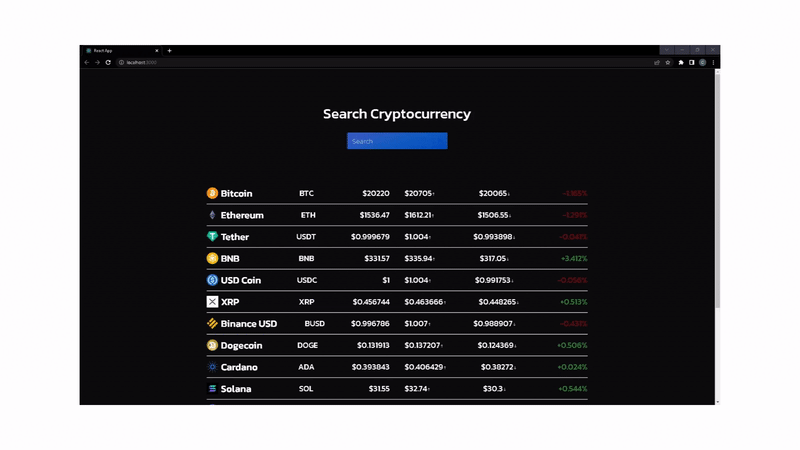 React App
localhost:3000
Search Cryptocurrency
Search
Bitcoin BTC $20220 $20705↑ $20065↓
Ethereum ETH $1536.47 $1612.21↑ $1506.55↓ -1.291%
Tether USDT $0.999679 $1.004↑ $0.993898↓ -0.041%
BNB BNB $331.57 $335.94↑ $317.05↓ +3.412%
USD Coin USDC $1 $1.004↑ $0.991753↓ -0.056%
XRP XRP $0.456744 $0.463666↑ $0.448265↓ +0.513%
Binance USD BUSD $0.996786 $1.007↑ $0.988907↓ -0.431%
Dogecoin DOGE $0.131913 $0.137207↑ $0.124369↓ +0.506%
Cardano ADA $0.393843 $0.406429↑ $0.38272↓ +0.024%
Solana SOL $31.55 $32.74↑ $30.3↓ +0.544%